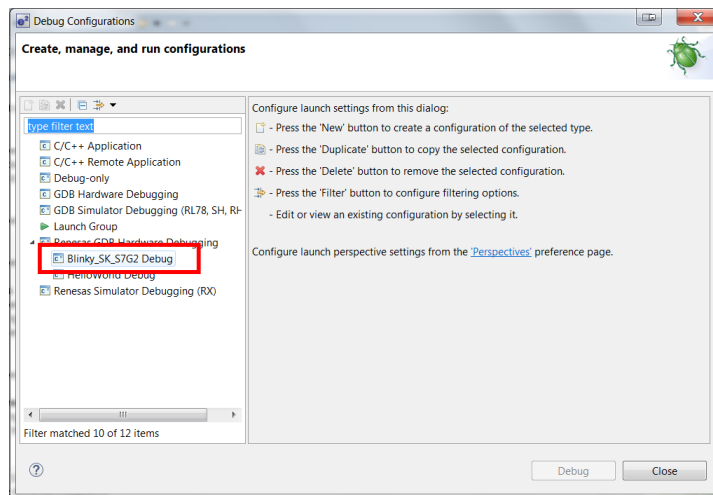 Debug Configurations
Create, manage, and run configurations
type filter text
C/C++ Application
C/C++ Remote Application
Debug-only
GDB Hardware Debugging
GDB Simulator Debugging (RL78, SH, RH
Launch Group
Renesas GDB Hardware Debugging
Blinky_SK_S7G2 Debug
HelloWorld Debug
Renesas Simulator Debugging (RX)
Filter matched 10 of 12 items
Configure launch settings from this dialog:
- Press the 'New' button to create a configuration of the selected type.
- Press the 'Duplicate' button to copy the selected configuration.
- Press the 'Delete' button to remove the selected configuration.
- Press the 'Filter' button to configure filtering options.
- Edit or view an existing configuration by selecting it.
Configure launch perspective settings from the 'Perspectives' preference page.
Debug
Close